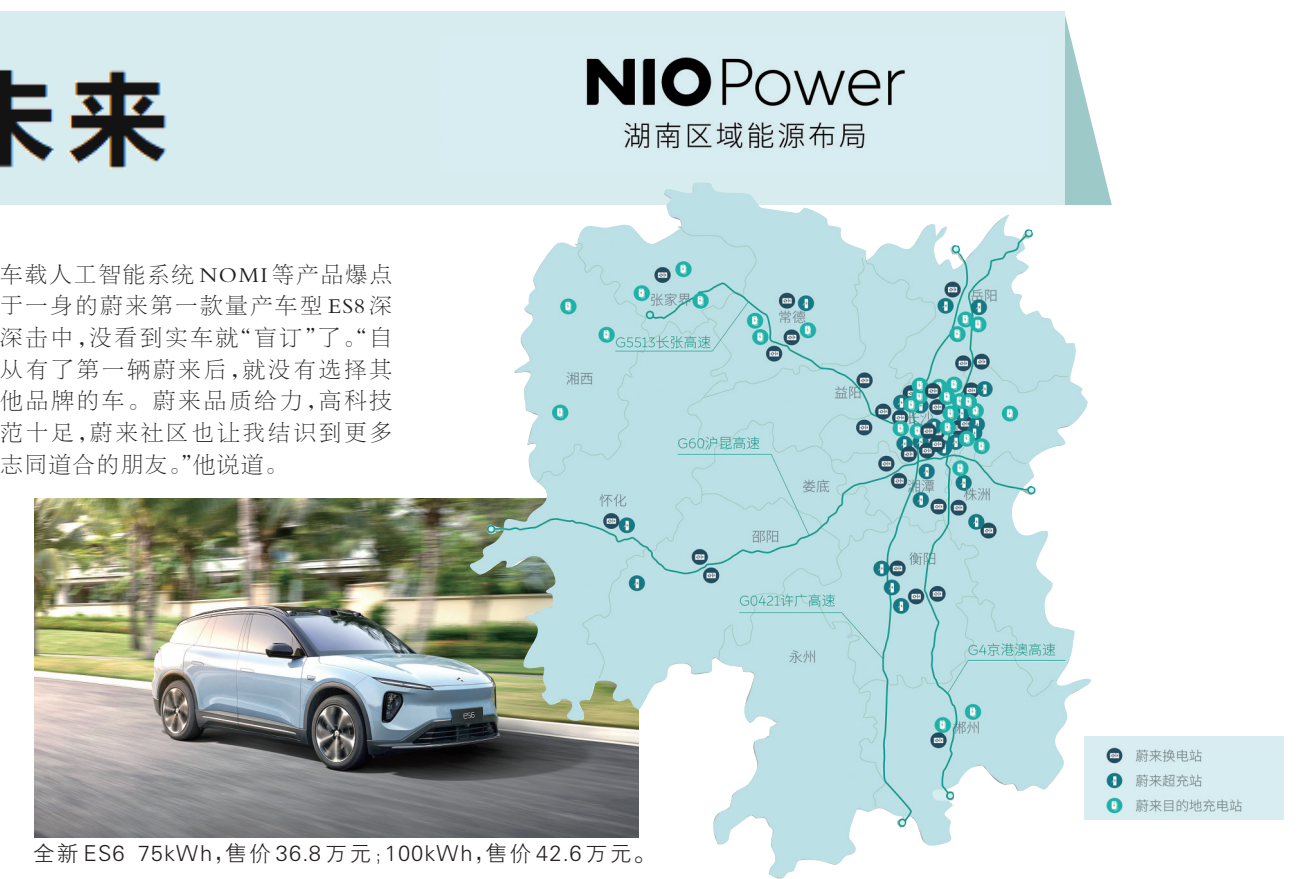 未来
NIO Power
湖南区域能源布局
车载人工智能系统 NOMI 等产品爆点
于一身的蔚来第一款量产车型 ES8 深
深击中,没看到实车就“盲订”了。“自
从有了第一辆蔚来后,就没有选择其
他品牌的车。蔚来品质给力,高科技
范十足,蔚来社区也让我结识到更多
志同道合的朋友。”他说道。
张家界
常德
岳阳
G5513长张高速
湘西
益阳
长沙
G60沪昆高速
娄底
湘潭
株洲
怀化
邵阳
衡阳
G0421许广高速
永州
G4京港澳高速
郴州
蔚来换电站
蔚来超充站
蔚来目的地充电站
ES6
全新 ES6 75kWh,售价36.8万元;100kWh,售价42.6万元。